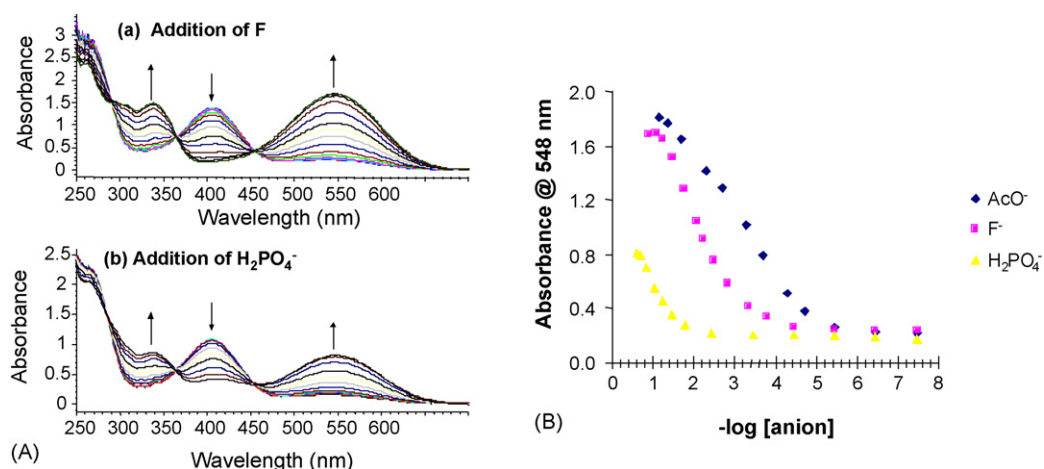 (a) Addition of F
Absorbance
3
2.5
2
1.5
1
0.5
0
250 300 350 400 450 500 550 600
Wavelength (nm)
(b) Addition of H₂PO₄⁻
Absorbance
2.5
2
1.5
1
0.5
0
250 300 350 400 450 500 550 600
Wavelength (nm)
(A)
Absorbance @ 548 nm
2.0
1.6
1.2
0.8
0.4
0.0
0 1 2 3 4 5 6 7 8
-log [anion]
AcO⁻
F⁻
H₂PO₄⁻
(B)